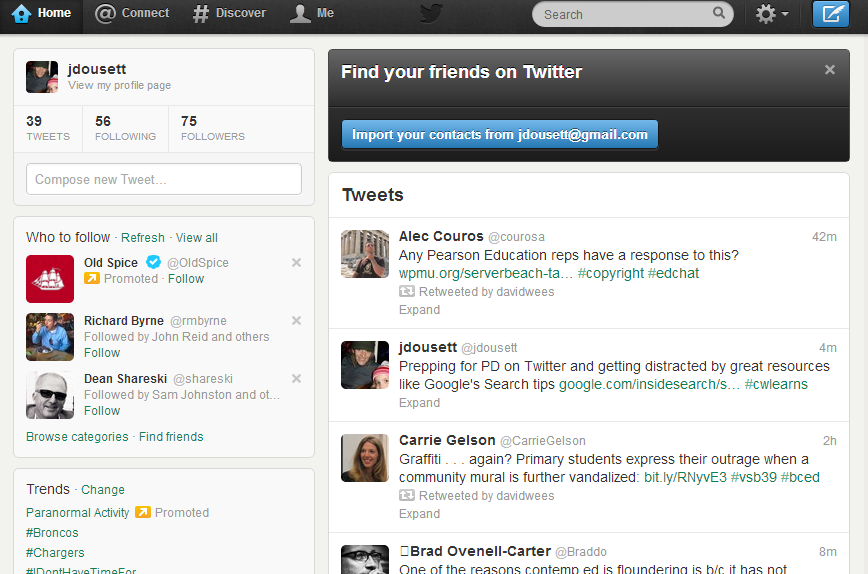 Home
Connect
Discover
Me
Search
jdousett
View my profile page
39
TWEETS
56
FOLLOWING
75
FOLLOWERS
Compose new Tweet...
Who to follow · Refresh · View all
Old Spice @OldSpice
Promoted · Follow
Richard Byrne @rmbyrne
Followed by John Reid and others
Follow
Dean Shareski @shareski
Followed by Sam Johnston and ot...
Follow
Browse categories · Find friends
Trends · Change
Paranormal Activity Promoted
#Broncos
#Chargers
#IDontHaveTimeFor
Find your friends on Twitter
Import your contacts from jdousett@gmail.com
Tweets
Alec Couros @courosa 42m
Any Pearson Education reps have a response to this?
wpmu.org/serverbeach-ta... #copyright #edchat
Retweeted by davidwees
Expand
jdousett @jdousett 4m
Prepping for PD on Twitter and getting distracted by great resources
like Google's Search tips google.com/insidesearch/s... #cwlearns
Expand
Carrie Gelson @CarrieGelson 2h
Graffiti . . . again? Primary students express their outrage when a
community mural is further vandalized: bit.ly/RNyvE3 #vsb39 #bced
Retweeted by davidwees
Expand
Brad Ovenell-Carter @Braddo 8m
One of the reasons contemp ed is floundering is b/c it has not